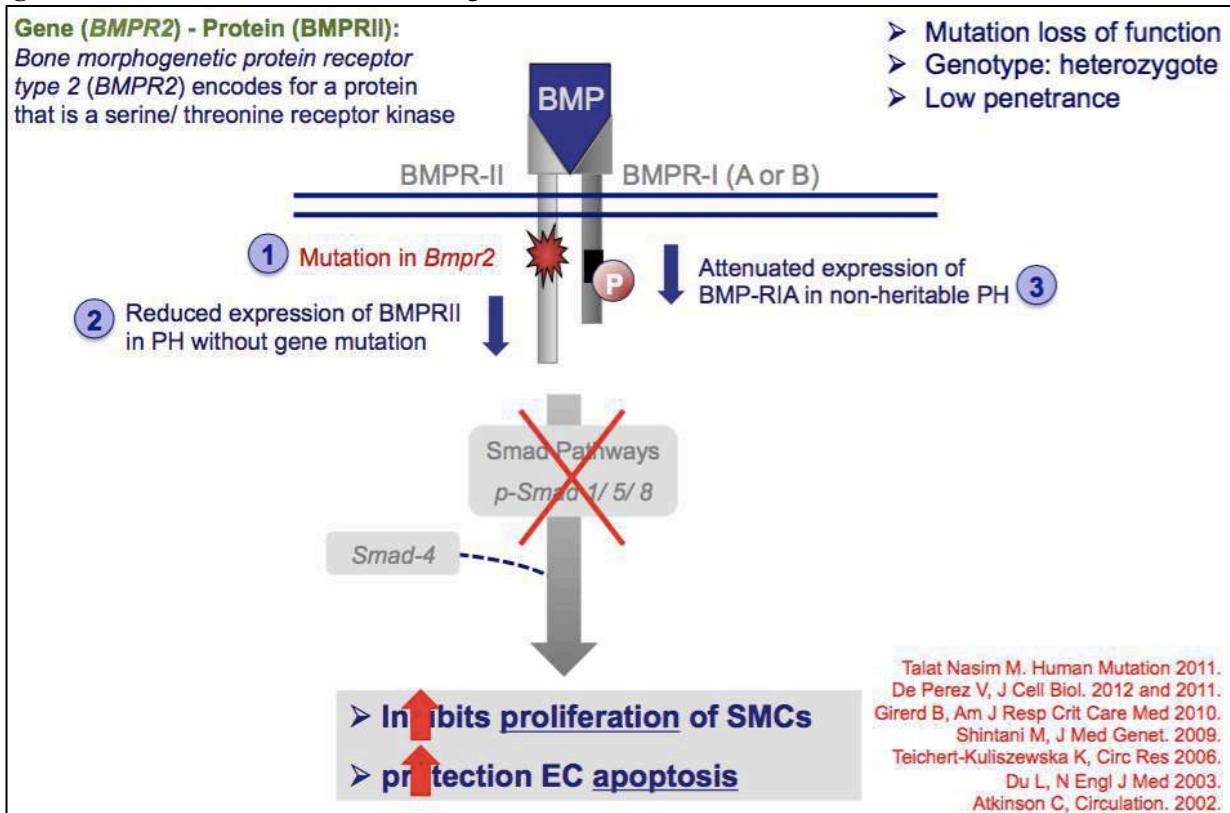 Gene (BMPR2) - Protein (BMPRII):
Bone morphogenetic protein receptor
type 2 (BMPR2) encodes for a protein
that is a serine/ threonine receptor kinase
➢ Mutation loss of function
➢ Genotype: heterozygote
➢ Low penetrance
BMP
BMPR-II
BMPR-I (A or B)
1 Mutation in Bmpr2
P
2 Reduced expression of BMPRII
in PH without gene mutation
Attenuated expression of
BMP-RIA in non-heritable PH 3
Smad Pathways
p-Smad 1/ 5/ 8
Smad-4
➢ Inhibits proliferation of SMCs
➢ protection EC apoptosis
Talat Nasim M. Human Mutation 2011.
De Perez V, J Cell Biol. 2012 and 2011.
Girerd B, Am J Resp Crit Care Med 2010.
Shintani M, J Med Genet. 2009.
Teichert-Kuliszewska K, Circ Res 2006.
Du L, N Engl J Med 2003.
Atkinson C, Circulation. 2002.